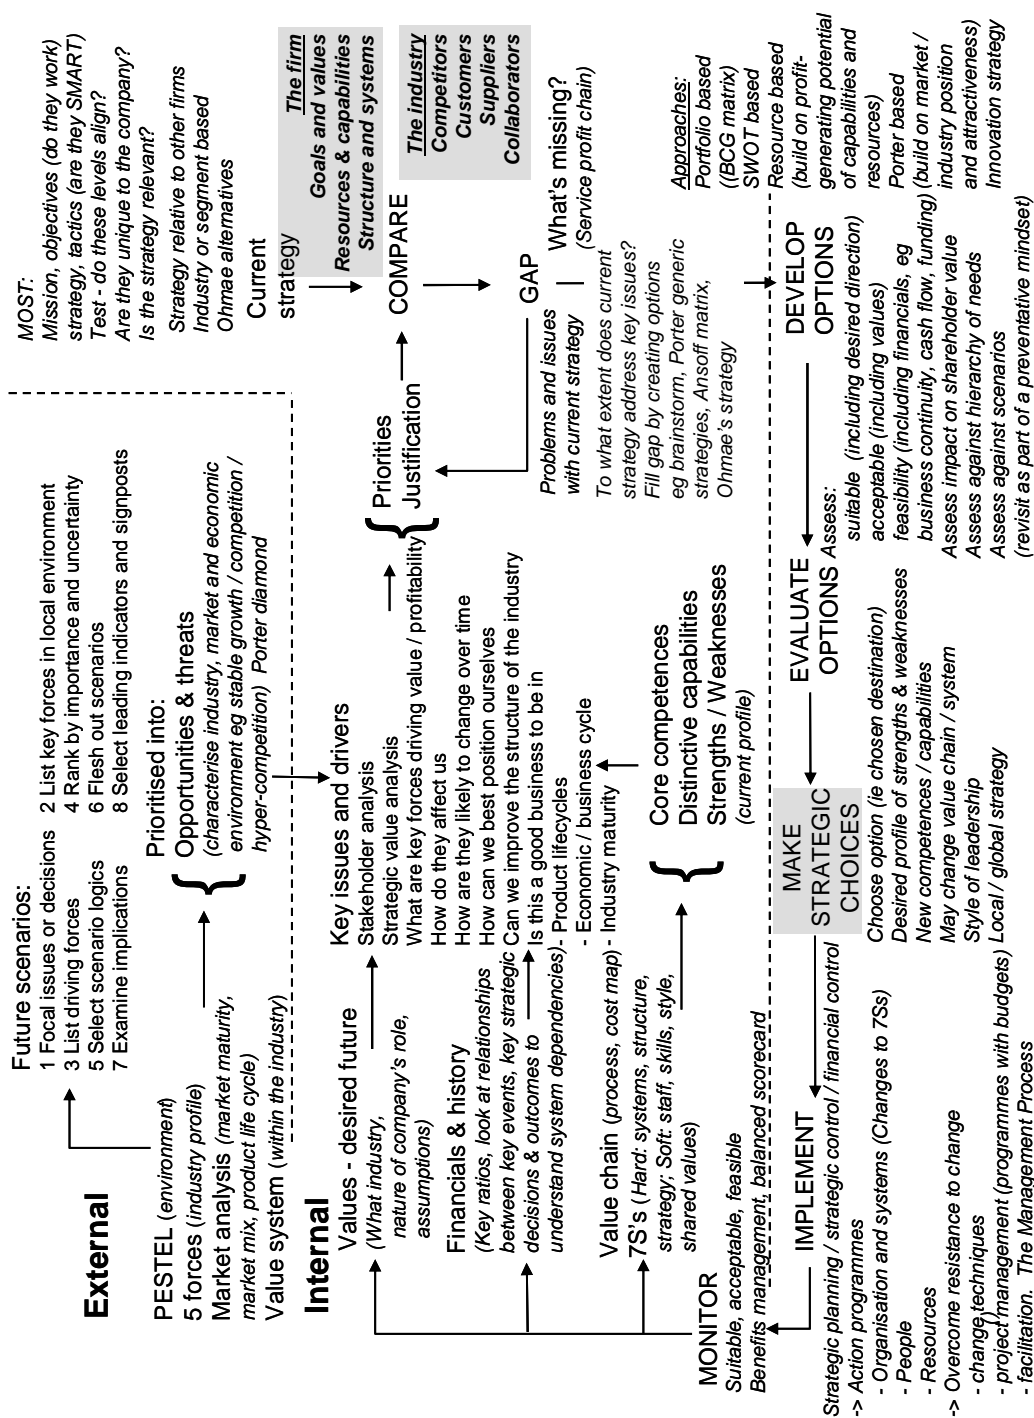 External
PESTEL (environment)
5 forces (industry profile)
Market analysis (market maturity,
market mix, product life cycle)
Value system (within the industry)
Future scenarios:
1 Focal issues or decisions 2 List key forces in local environment
3 List driving forces 4 Rank by importance and uncertainty
5 Select scenario logics 6 Flesh out scenarios
7 Examine implications 8 Select leading indicators and signposts
Prioritised into:
Opportunities & threats
(characterise industry, market and economic
environment eg stable growth / competition /
hyper-competition) Porter diamond
MOST:
Mission, objectives (do they work)
strategy, tactics (are they SMART)
Test - do these levels align?
Are they unique to the company?
Is the strategy relevant?
Strategy relative to other firms
Industry or segment based
Ohmae alternatives
Current
strategy
The firm
Goals and values
Resources & capabilities
Structure and systems
COMPARE
The industry
Competitors
Customers
Suppliers
Collaborators
Internal
Values - desired future
(What industry,
nature of company's role,
assumptions)
Financials & history
(Key ratios, look at relationships
between key events, key strategic
decisions & outcomes to
understand system dependencies)
Value chain (process, cost map)
7S's (Hard: systems, structure,
strategy; Soft: staff, skills, style,
shared values)
Key issues and drivers
Stakeholder analysis
Strategic value analysis
What are key forces driving value / profitability
How do they affect us
How are they likely to change over time
How can we best position ourselves
Can we improve the structure of the industry
Is this a good business to be in
- Product lifecycles
- Economic / business cycle
- Industry maturity
Core competences
Distinctive capabilities
Strengths / Weaknesses
(current profile)
Priorities
Justification
GAP
What's missing?
(Service profit chain)
Problems and issues
with current strategy
To what extent does current
strategy address key issues?
Fill gap by creating options
eg brainstorm, Porter generic
strategies, Ansoff matrix,
Ohmae's strategy
Approaches:
Portfolio based
((BCG matrix)
SWOT based
Resource based
(build on profit-
generating potential
of capabilities and
resources)
Porter based
(build on market /
industry position
and attractiveness)
Innovation strategy
DEVELOP
OPTIONS
EVALUATE
OPTIONS
Assess:
suitable (including desired direction)
acceptable (including values)
feasibility (including financials, eg
business continuity, cash flow, funding)
Assess impact on shareholder value
Assess against hierarchy of needs
Assess against scenarios
(revisit as part of a preventative mindset)
MAKE
STRATEGIC
CHOICES
Choose option (ie chosen destination)
Desired profile of strengths & weaknesses
New competences / capabilities
May change value chain / system
Style of leadership
Local / global strategy
MONITOR
Suitable, acceptable, feasible
Benefits management, balanced scorecard
IMPLEMENT
Strategic planning / strategic control / financial control
-> Action programmes
- Organisation and systems (Changes to 7Ss)
- People
- Resources
-> Overcome resistance to change
- change techniques
- project management (programmes with budgets)
- facilitation. The Management Process